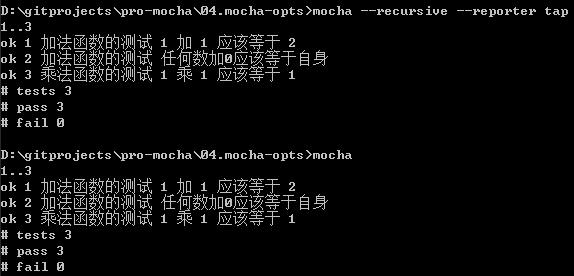 D:\gitprojects\pro-mocha\04.mocha-opts>mocha --recursive --reporter tap
1..3
ok 1 加法函数的测试 1 加 1 应该等于 2
ok 2 加法函数的测试 任何数加0应该等于自身
ok 3 乘法函数的测试 1 乘 1 应该等于 1
# tests 3
# pass 3
# fail 0
D:\gitprojects\pro-mocha\04.mocha-opts>mocha
1..3
ok 1 加法函数的测试 1 加 1 应该等于 2
ok 2 加法函数的测试 任何数加0应该等于自身
ok 3 乘法函数的测试 1 乘 1 应该等于 1
# tests 3
# pass 3
# fail 0